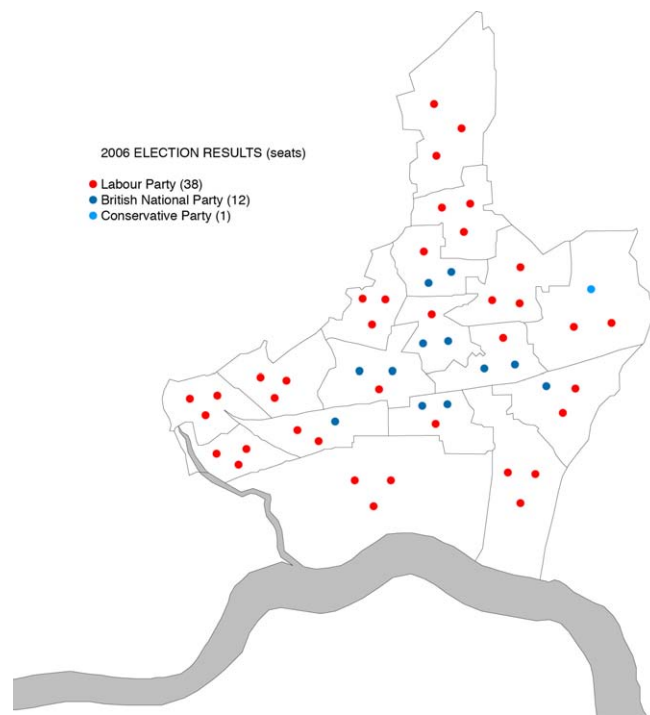 2006 ELECTION RESULTS (seats)
Labour Party (38)
British National Party (12)
Conservative Party (1)